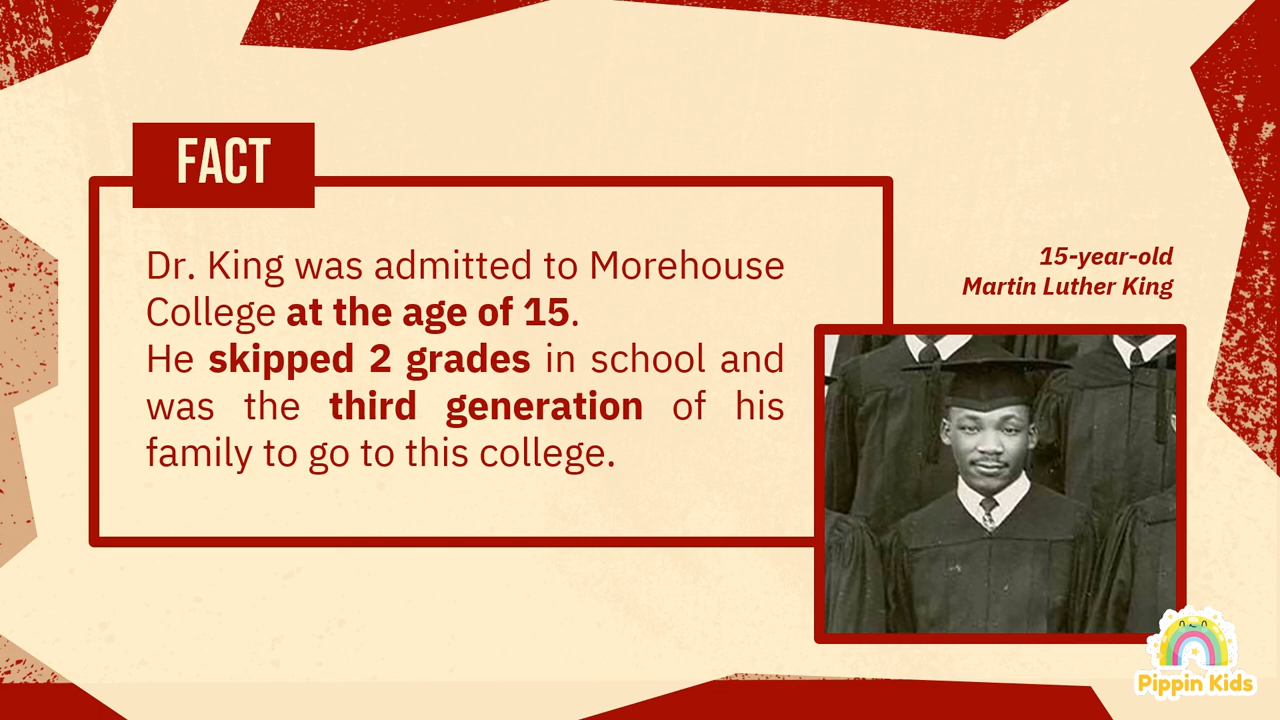 FACT
Dr. King was admitted to Morehouse
College at the age of 15.
He skipped 2 grades in school and
was the third generation of his
family to go to this college.
15-year-old
Martin Luther King
Pippin Kids